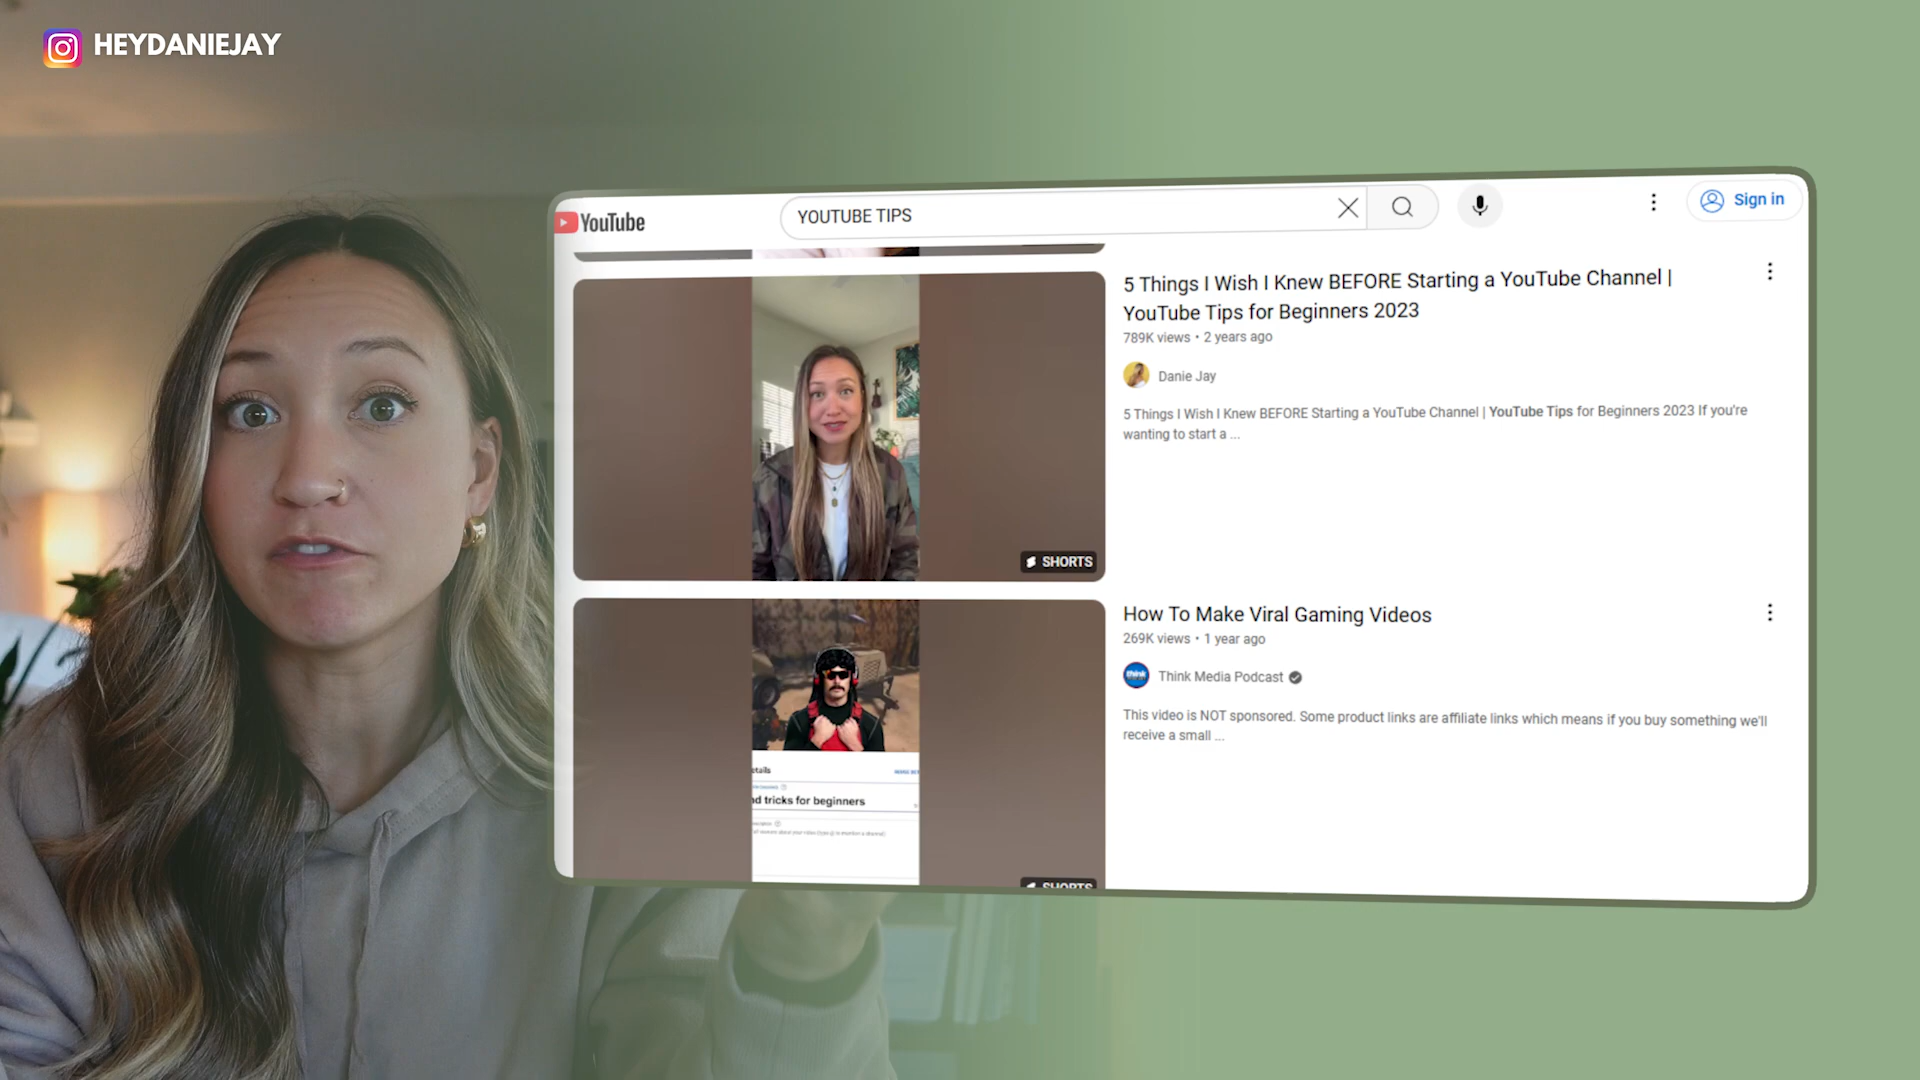 HEYDANIEJAY
YouTube
YOUTUBE TIPS
Sign in
5 Things I Wish I Knew BEFORE Starting a YouTube Channel |
YouTube Tips for Beginners 2023
789K views • 2 years ago
Danie Jay
5 Things I Wish I Knew BEFORE Starting a YouTube Channel | YouTube Tips for Beginners 2023 If you're
wanting to start a ...
SHORTS
How To Make Viral Gaming Videos
269K views • 1 year ago
think
Think Media Podcast
This video is NOT sponsored. Some product links are affiliate links which means if you buy something we'll
receive a small ...
etails
nd tricks for beginners
SHORTS